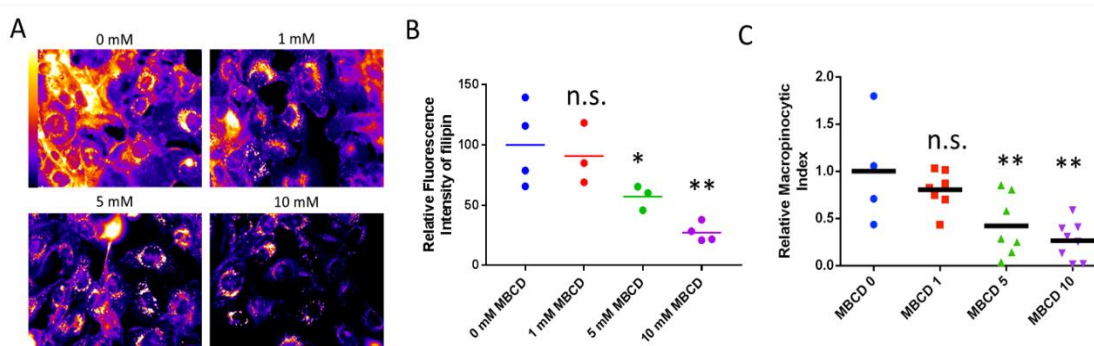 A
0 mM
1 mM
5 mM
10 mM
B
Relative Fluorescence
Intensity of filipin
150
100
50
0
n.s.
*
**
0 mM MBCD
1 mM MBCD
5 mM MBCD
10 mM MBCD
C
Relative Macropinocytic
Index
2.0
1.5
1.0
0.5
0.0
n.s.
**
**
MBCD 0
MBCD 1
MBCD 5
MBCD 10